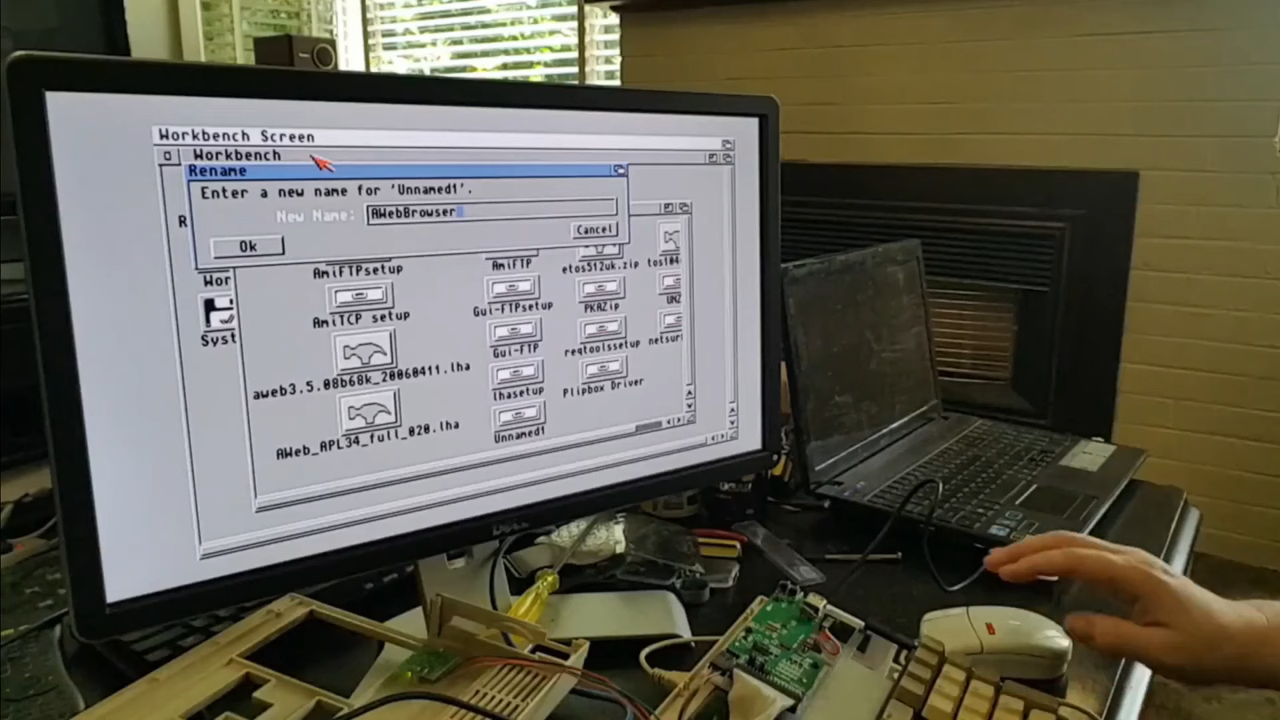 Workbench Screen
Workbench
Rename
Enter a new name for 'Unnamed1'.
New Name: AWebBrowser
Ok
Cancel
AmiFTPsetup
AmiFTP
etos512uk.zip
AmiTCP setup
Gui-FTPsetup
PKAZip
Gui-FTP
reqtoolssetup
aweb3.5.08b68k_20060411.lha
lhasetup
Plipbox Driver
AWeb_APL34_full_020.lha
Unnamed1